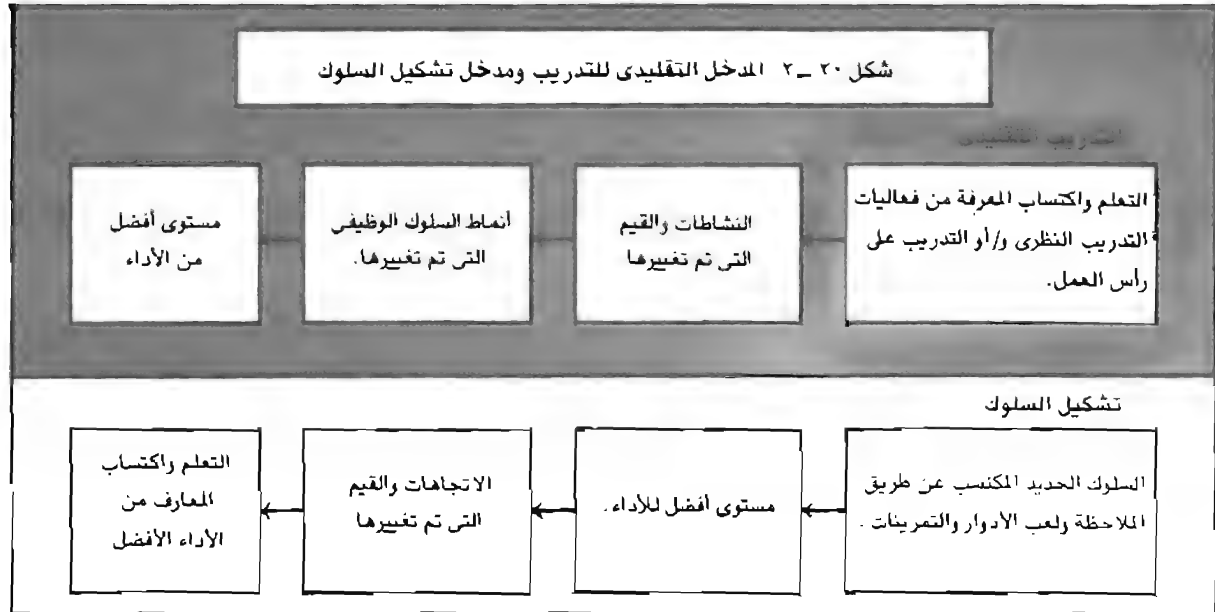 شكل ٢٠ – ٢ المدخل التقليدى للتدريب ومدخل تشكيل السلوك
التدريب التقليدى
التعلم واكتساب المعرفة من فعاليات
التدريب النظرى و/أو التدريب على
رأس العمل.
النشاطات والقيم
التى تم تغييرها
أنماط السلوك الوظيفى
التى تم تغييرها.
مستوى أفضل
من الأداء
تشكيل السلوك
السلوك الجديد المكتسب عن طريق
الملاحظة ولعب الأدوار والتمرينات .
مستوى أفضل للأداء .
الاتجاهات والقيم
التى تم تغييرها
التعلم واكتساب
المعارف من
الأداء الأفضل